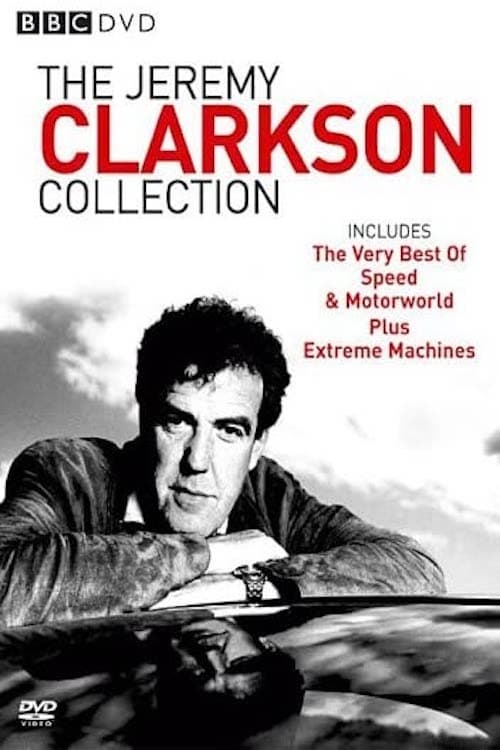 BBC DVD
THE JEREMY
CLARKSON
COLLECTION
INCLUDES
The Very Best Of
Speed
& Motorworld
Plus
Extreme Machines
DVD
VIDEO